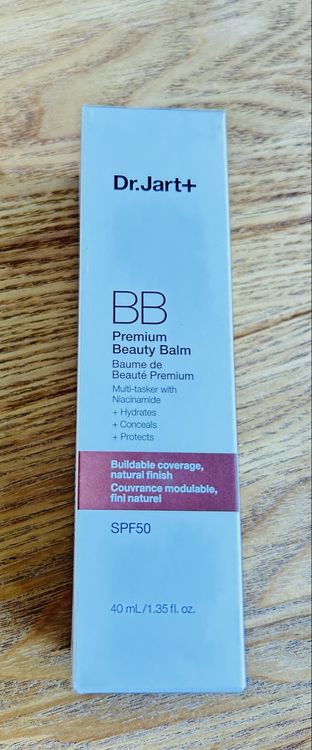 Dr.Jart+
BB
Premium
Beauty Balm
Baume de
Beauté Premium
Multi-tasker with
Niacinamide
+ Hydrates
+ Conceals
+ Protects
Buildable coverage,
natural finish
Couvrance modulable,
fini naturel
SPF50
40 mL/1.35 fl. oz.